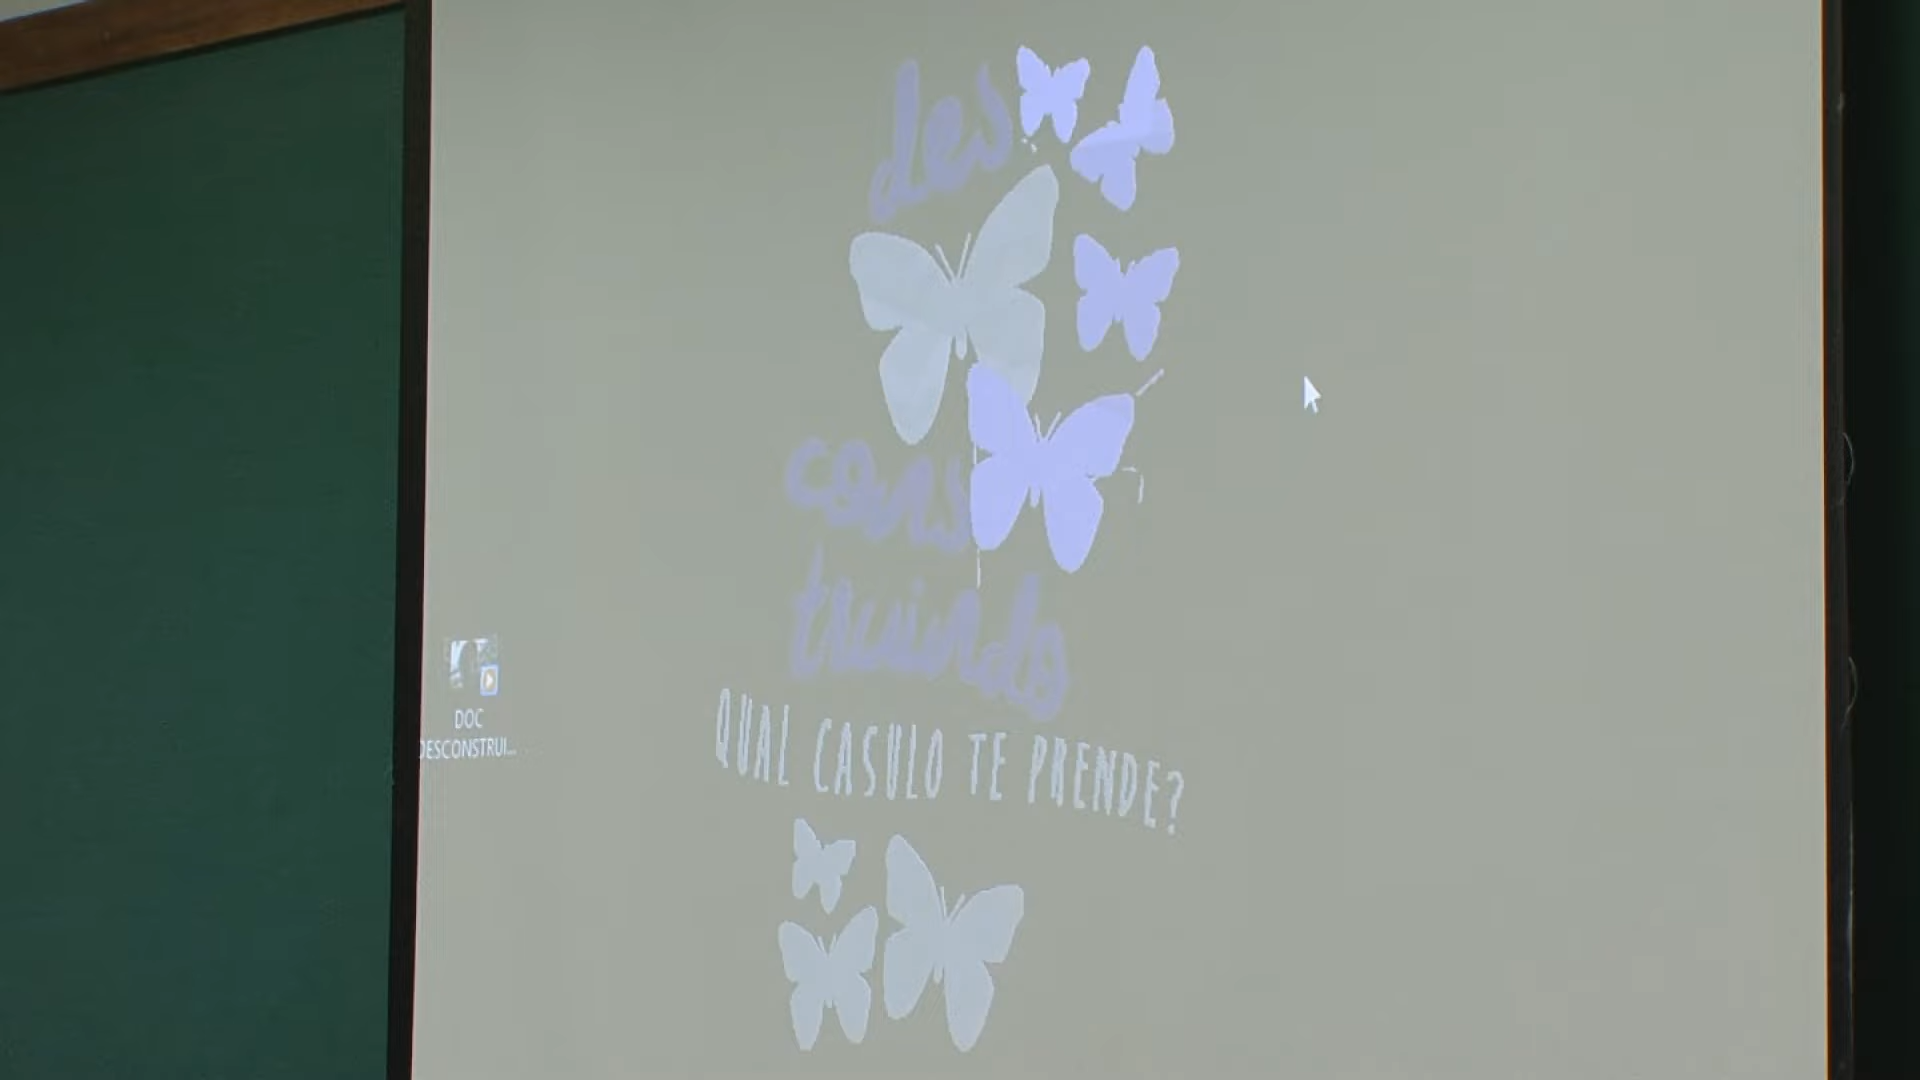 des
cons
truindo
QUAL CASULO TE PRENDE?
DOC
DESCONSTRUI...